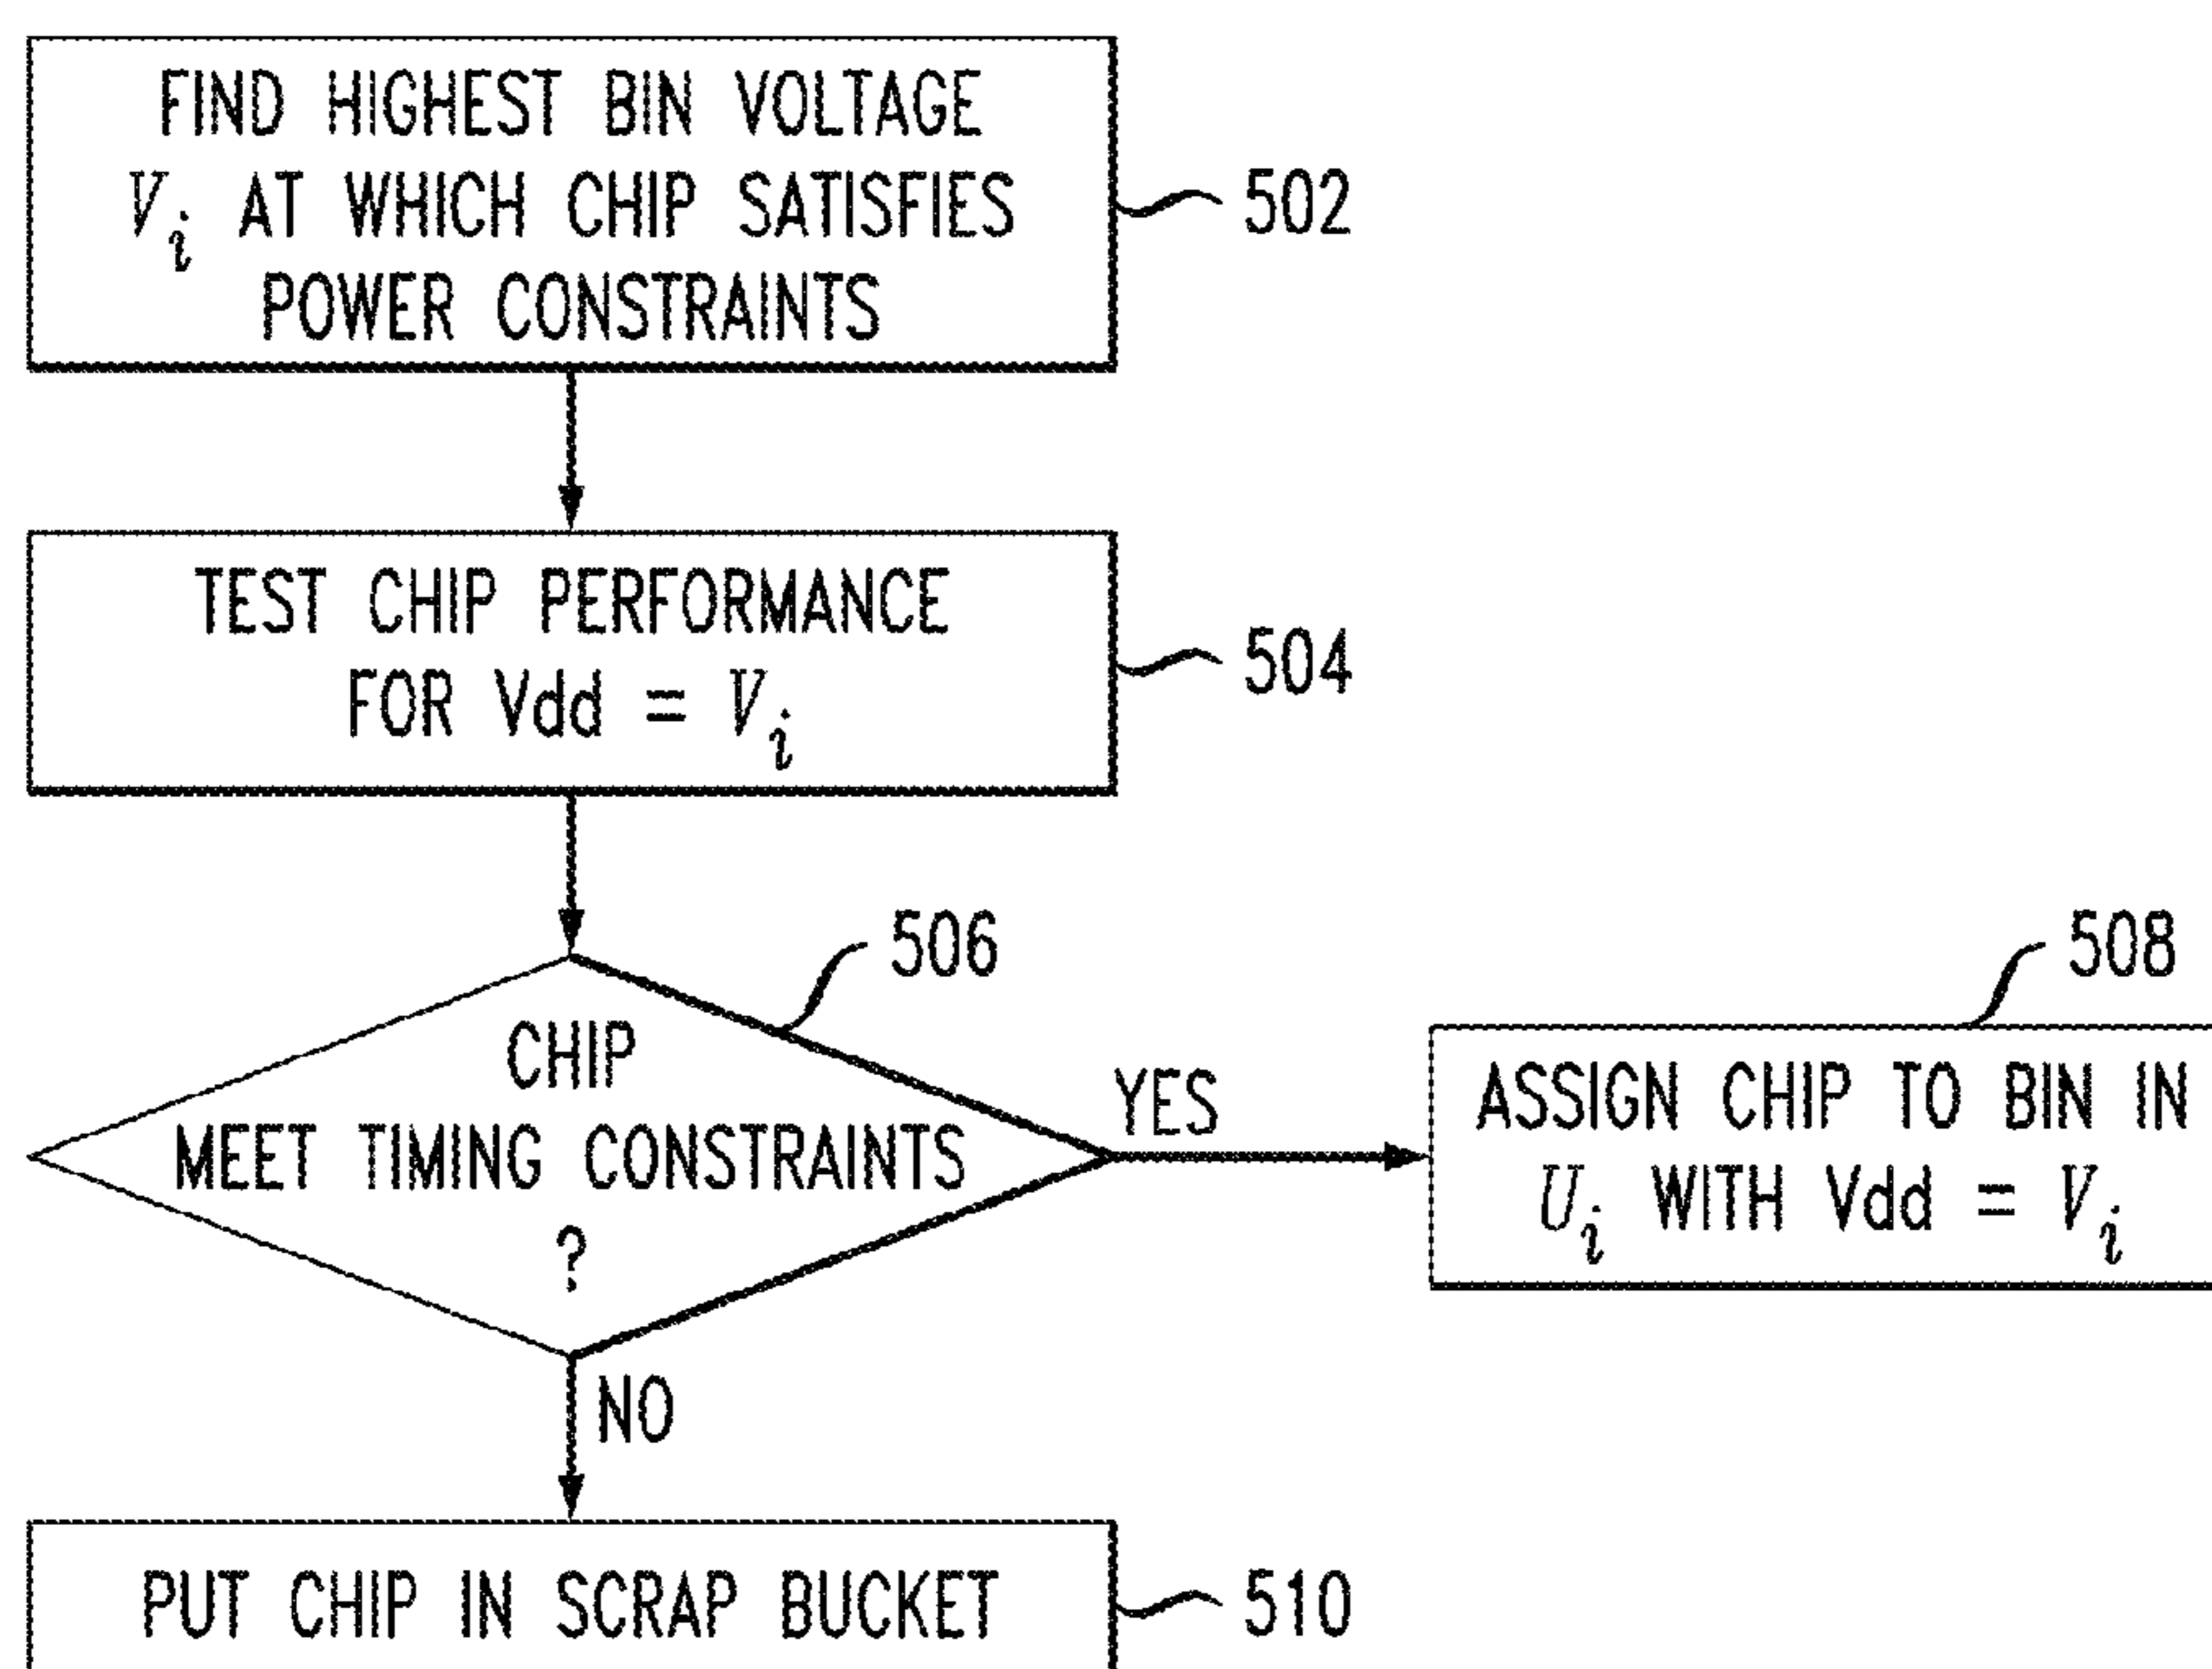 FIND HIGHEST BIN VOLTAGE
Vi AT WHICH CHIP SATISFIES
POWER CONSTRAINTS
502
TEST CHIP PERFORMANCE
FOR Vdd = Vi
504
506
CHIP
MEET TIMING CONSTRAINTS
?
YES
508
ASSIGN CHIP TO BIN IN
Ui WITH Vdd = Vi
NO
PUT CHIP IN SCRAP BUCKET
510